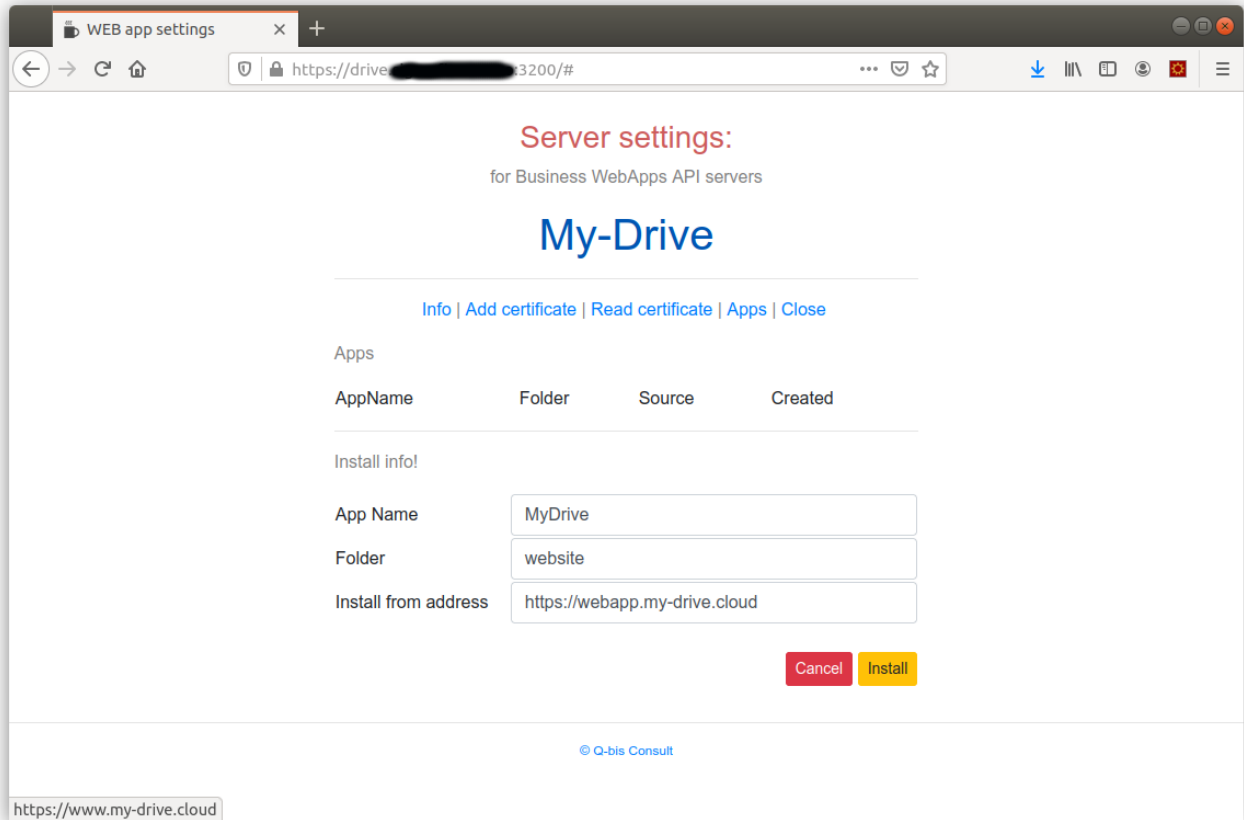 WEB app settings
https://drive :3200/#
Server settings:
for Business WebApps API servers
My-Drive
Info | Add certificate | Read certificate | Apps | Close
Apps
AppName Folder Source Created
Install info!
App Name MyDrive
Folder website
Install from address https://webapp.my-drive.cloud
Cancel Install
© Q-bis Consult
https://www.my-drive.cloud